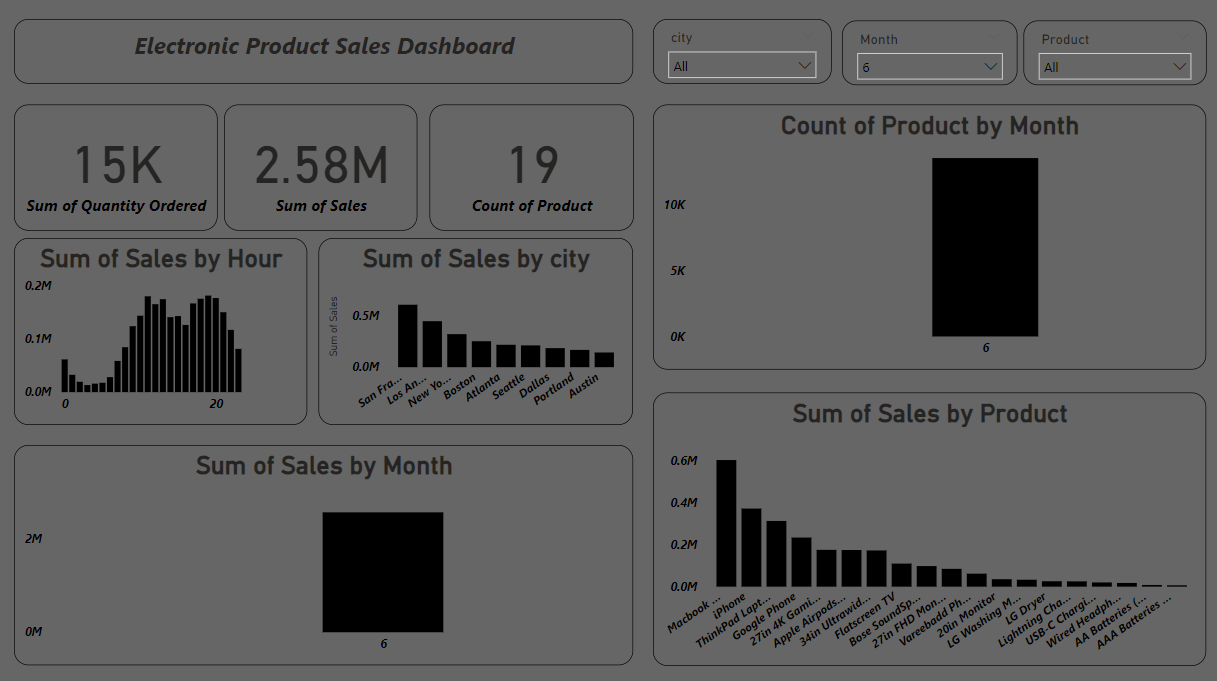 Electronic Product Sales Dashboard
city
All
Month
6
Product
All
15K
Sum of Quantity Ordered
2.58M
Sum of Sales
19
Count of Product
Count of Product by Month
10K
5K
0K
6
Sum of Sales by Hour
0.2M
0.1M
0.0M
0
20
Sum of Sales by city
Sum of Sales
0.5M
0.0M
San Fra...
Los An...
New Yo...
Boston
Atlanta
Seattle
Dallas
Portland
Austin
Sum of Sales by Month
2M
0M
6
Sum of Sales by Product
0.6M
0.4M
0.2M
0.0M
Macbook ...
iPhone
ThinkPad Lapt...
Google Phone
27in 4K Gami...
Apple Airpods...
34in Ultrawid...
Flatscreen TV
Bose SoundSp...
27in FHD Mon...
Vareebadd Ph...
20in Monitor
LG Washing M...
LG Dryer
Lightning Cha...
USB-C Chargi...
Wired Headph...
AA Batteries (...
AAA Batteries ...